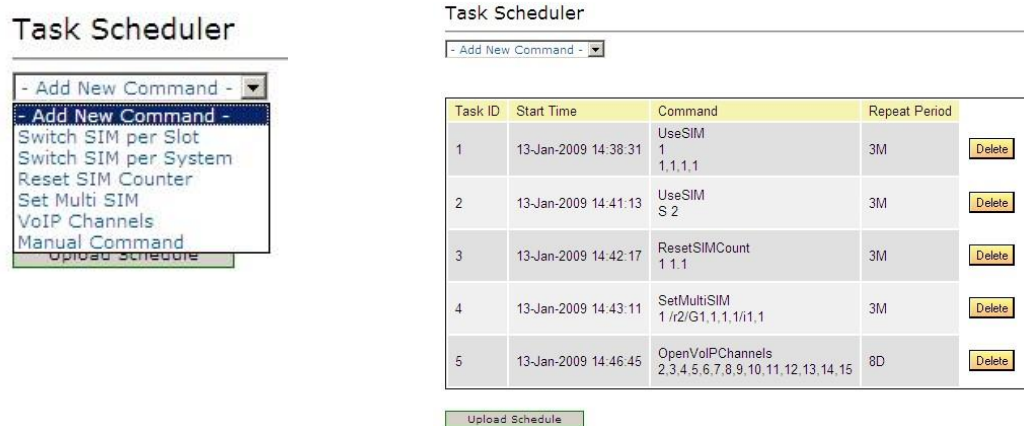 Task Scheduler
- Add New Command -
- Add New Command -
Switch SIM per Slot
Switch SIM per System
Reset SIM Counter
Set Multi SIM
VoIP Channels
Manual Command
Upload Schedule
Task Scheduler
- Add New Command -
Task ID Start Time Command Repeat Period
1 13-Jan-2009 14:38:31 UseSIM 3M Delete
1
1,1,1,1
2 13-Jan-2009 14:41:13 UseSIM 3M Delete
S 2
3 13-Jan-2009 14:42:17 ResetSIMCount 3M Delete
1 1.1
4 13-Jan-2009 14:43:11 SetMultiSIM 3M Delete
1 /r2/G1,1,1,1/i1,1
5 13-Jan-2009 14:46:45 OpenVoIPChannels 8D Delete
2,3,4,5,6,7,8,9,10,11,12,13,14,15
Upload Schedule